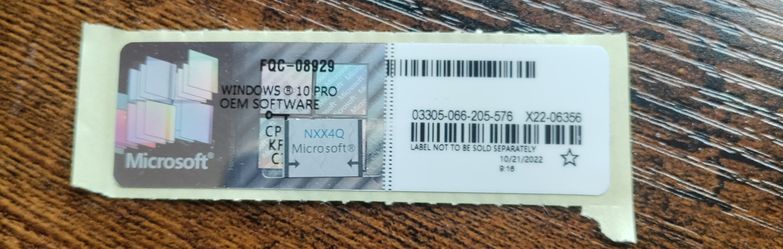 FQC-08929
WINDOWS ® 10 PRO
OEM SOFTWARE
CP
KF
C:
NXX4Q
Microsoft®
Microsoft®
03305-066-205-576 X22-06356
LABEL NOT TO BE SOLD SEPARATELY
10/21/2022
9:16